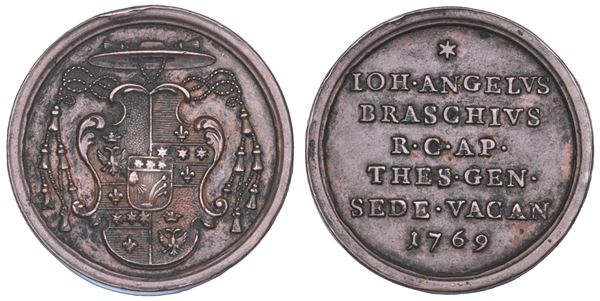 IOH·ANGELVS
BRASCHIVS
R·C·AP·
THES·GEN·
SEDE·VACAN
1769